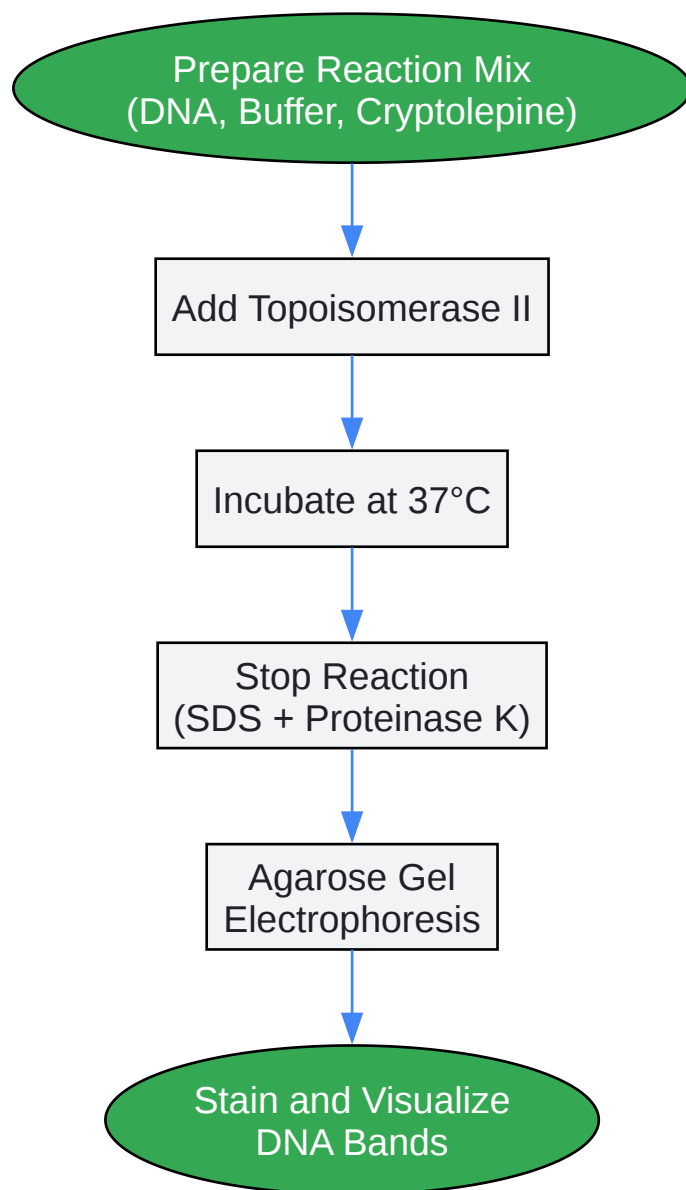 Prepare Reaction Mix
(DNA, Buffer, Cryptolepine)
Add Topoisomerase II
Incubate at 37°C
Stop Reaction
(SDS + Proteinase K)
Agarose Gel
Electrophoresis
Stain and Visualize
DNA Bands